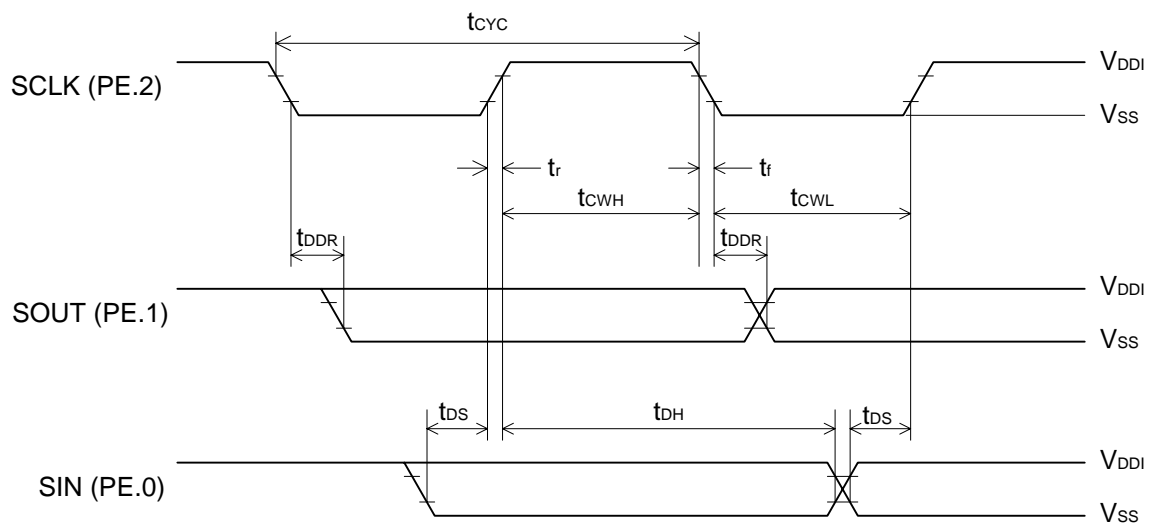 tCYC
SCLK (PE.2)
VDDI
VSS
tr
tf
tCWH
tCWL
tDDR
tDDR
SOUT (PE.1)
VDDI
VSS
tDS
tDH
tDS
SIN (PE.0)
VDDI
VSS